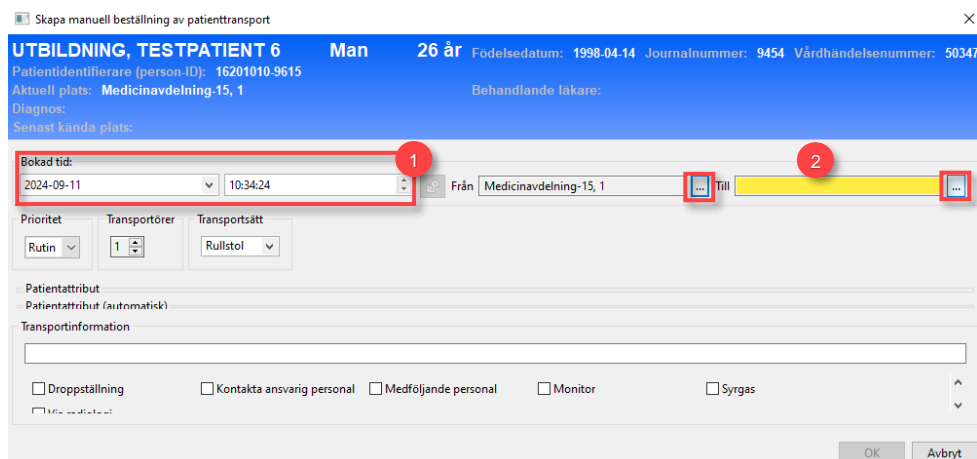 Skapa manuell beställning av patienttransport
UTBILDNING, TESTPATIENT 6 Man 26 år Födelsedatum: 1998-04-14 Journalnummer: 9454 Vårdhändelsenummer: 50347
Patientidentifierare (person-ID): 16201010-9615
Aktuell plats: Medicinavdelning-15, 1 Behandlande läkare:
Diagnos:
Senast kända plats:
Bokad tid: 1 2
2024-09-11 10:34:24 Från Medicinavdelning-15, 1 ... Till ...
Prioritet Transportörer Transportsätt
Rutin 1 Rullstol
Patientattribut
Patientattribut (automatisk)
Transportinformation
Droppställning Kontakta ansvarig personal Medföljande personal Monitor Syrgas
Via radiologi
OK Avbryt